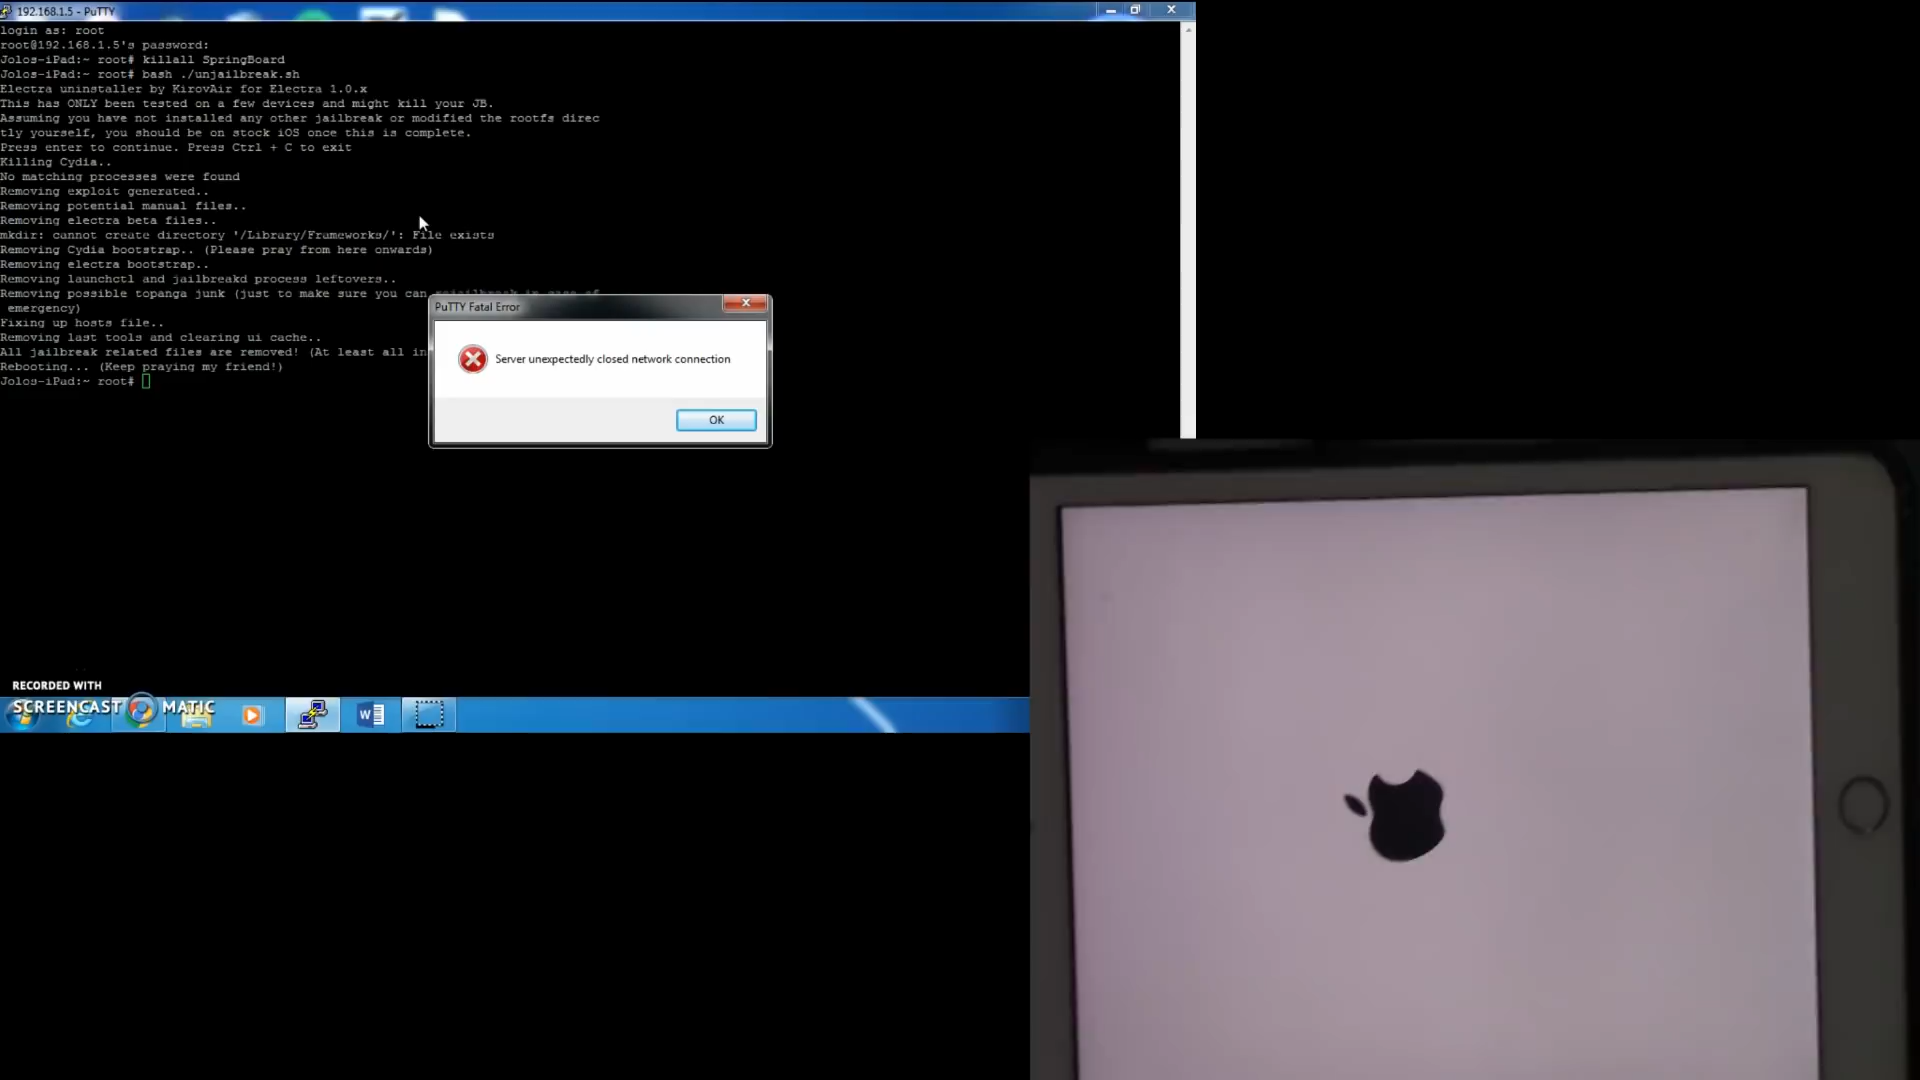 192.168.1.5 - PuTTY
login as: root
root@192.168.1.5's password:
Jolos-iPad:~ root# killall SpringBoard
Jolos-iPad:~ root# bash ./unjailbreak.sh
Electra uninstaller by KirovAir for Electra 1.0.x
This has ONLY been tested on a few devices and might kill your JB.
Assuming you have not installed any other jailbreak or modified the rootfs direc
tly yourself, you should be on stock iOS once this is complete.
Press enter to continue. Press Ctrl + C to exit
Killing Cydia..
No matching processes were found
Removing exploit generated..
Removing potential manual files..
Removing electra beta files..
mkdir: cannot create directory '/Library/Frameworks/': File exists
Removing Cydia bootstrap.. (Please pray from here onwards)
Removing electra bootstrap..
Removing launchctl and jailbreakd process leftovers..
Removing possible topanga junk (just to make sure you can
emergency)
Fixing up hosts file..
Removing last tools and clearing ui cache..
All jailbreak related files are removed! (At least all in
Rebooting... (Keep praying my friend!)
Jolos-iPad:~ root#
PuTTY Fatal Error
Server unexpectedly closed network connection
OK
RECORDED WITH
SCREENCAST MATIC